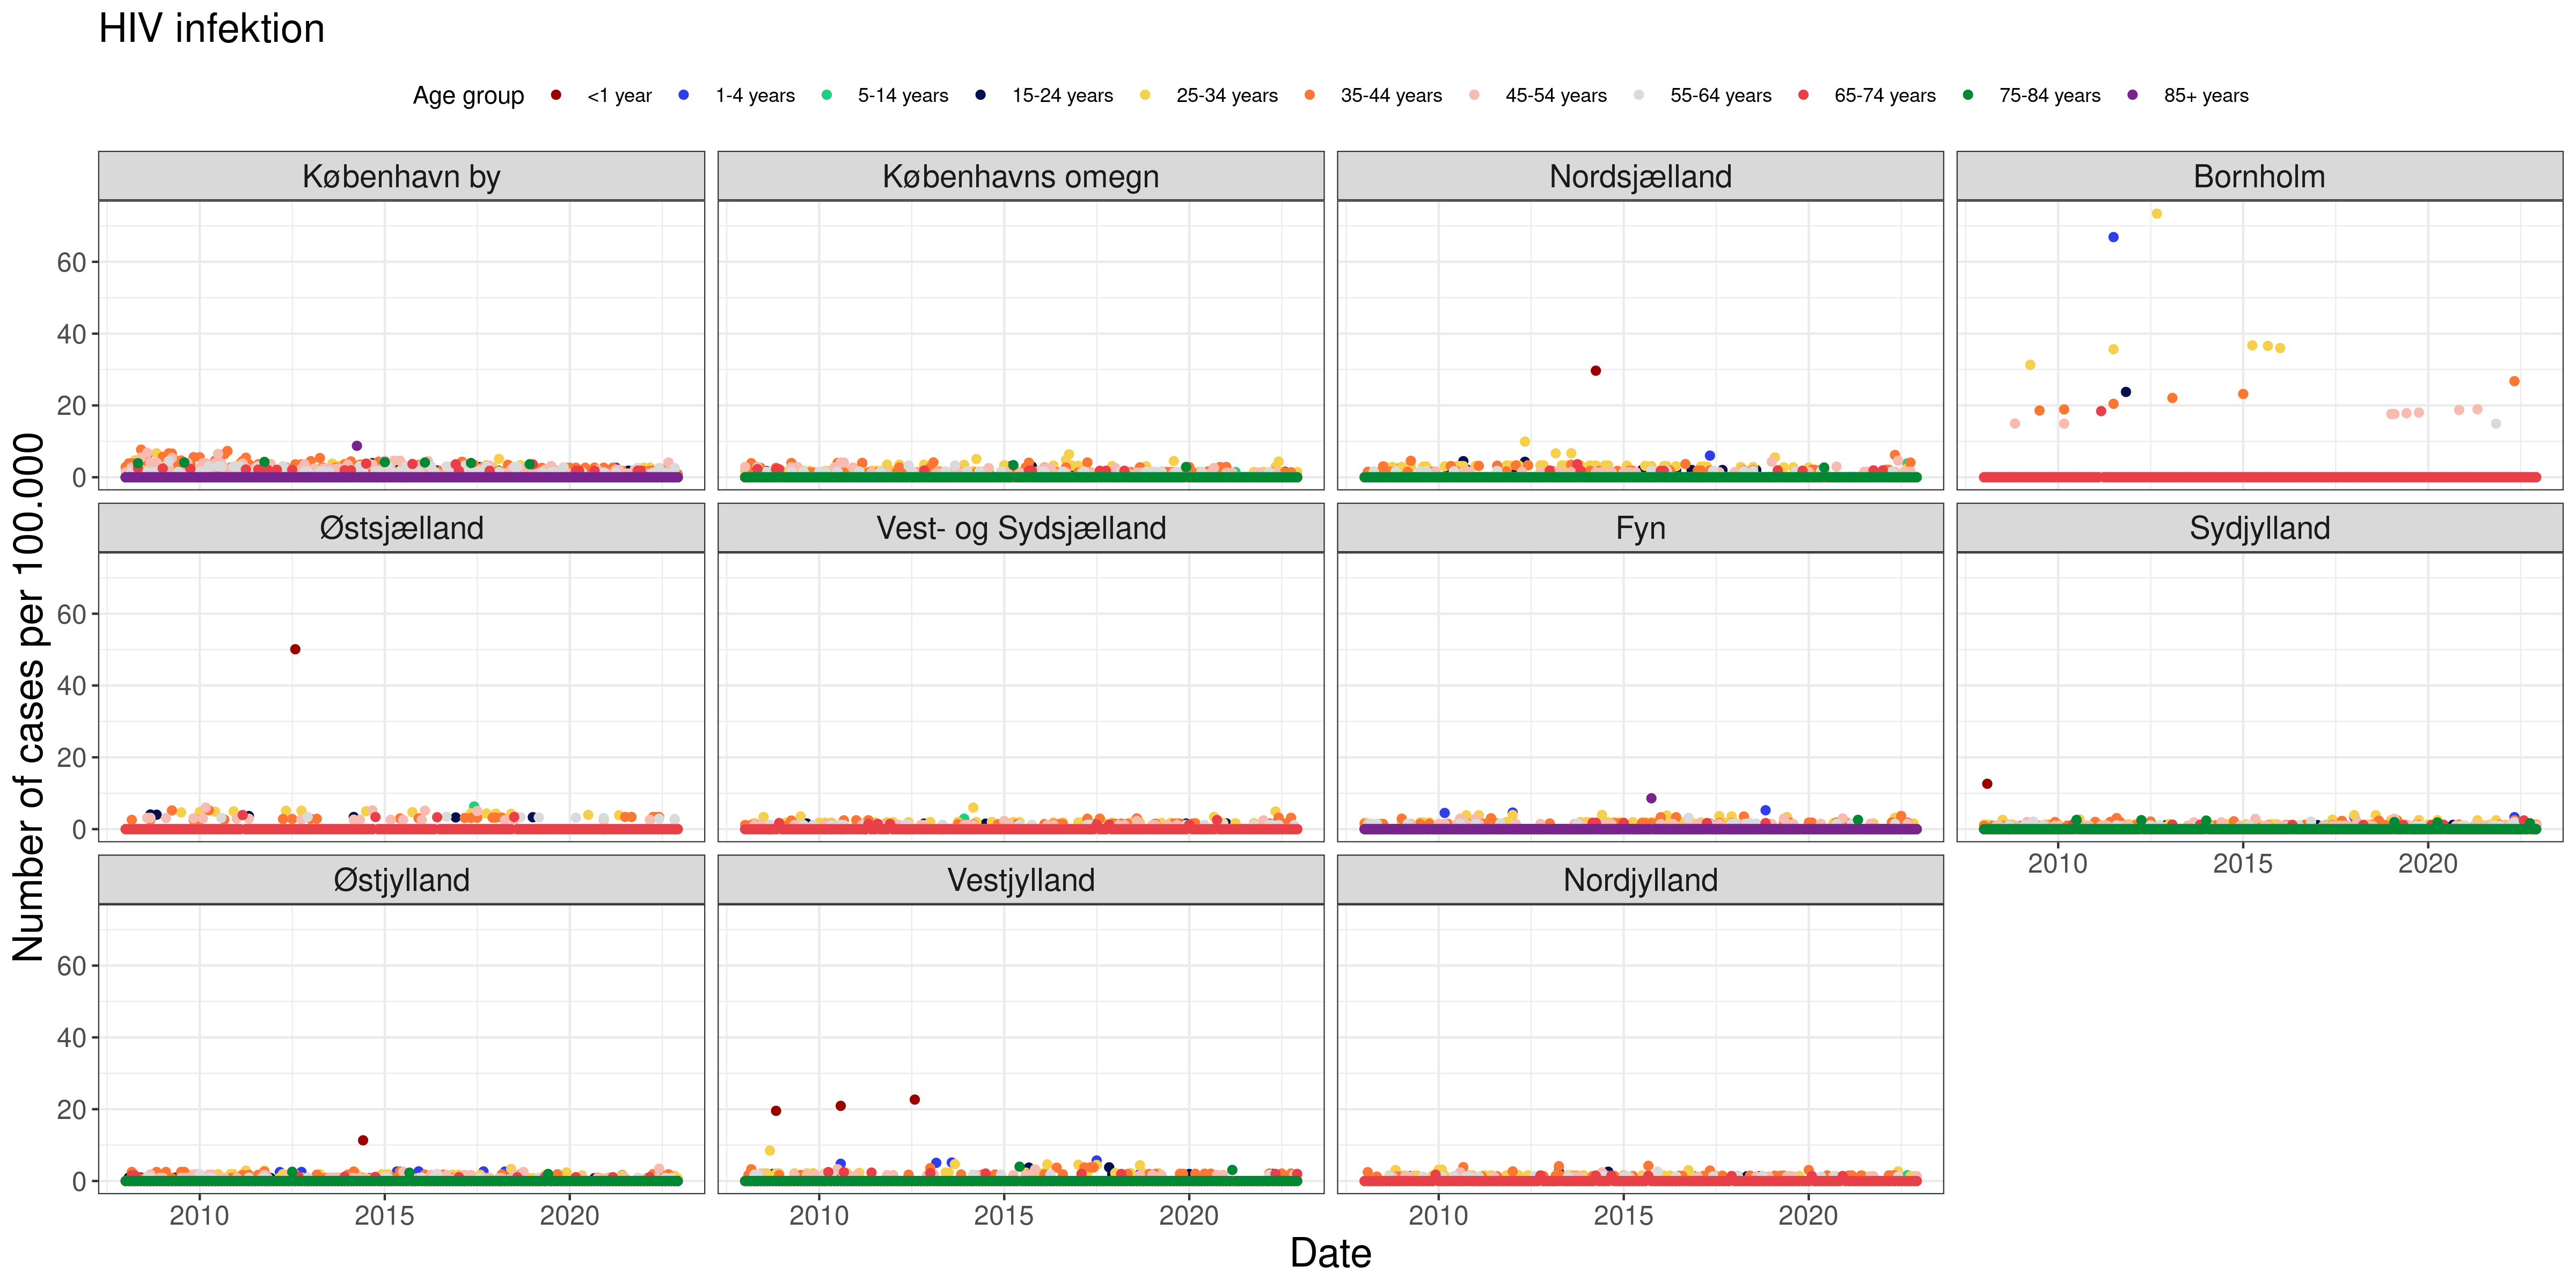 HIV infektion
Age group <1 year 1-4 years 5-14 years 15-24 years 25-34 years 35-44 years 45-54 years 55-64 years 65-74 years 75-84 years 85+ years
København by Københavns omegn Nordsjælland Bornholm
60
40
20
0
Østsjælland Vest- og Sydsjælland Fyn Sydjylland
60
40
20
0
2010 2015 2020
Østjylland Vestjylland Nordjylland
60
40
20
0
2010 2015 2020 2010 2015 2020 2010 2015 2020
Number of cases per 100.000
Date